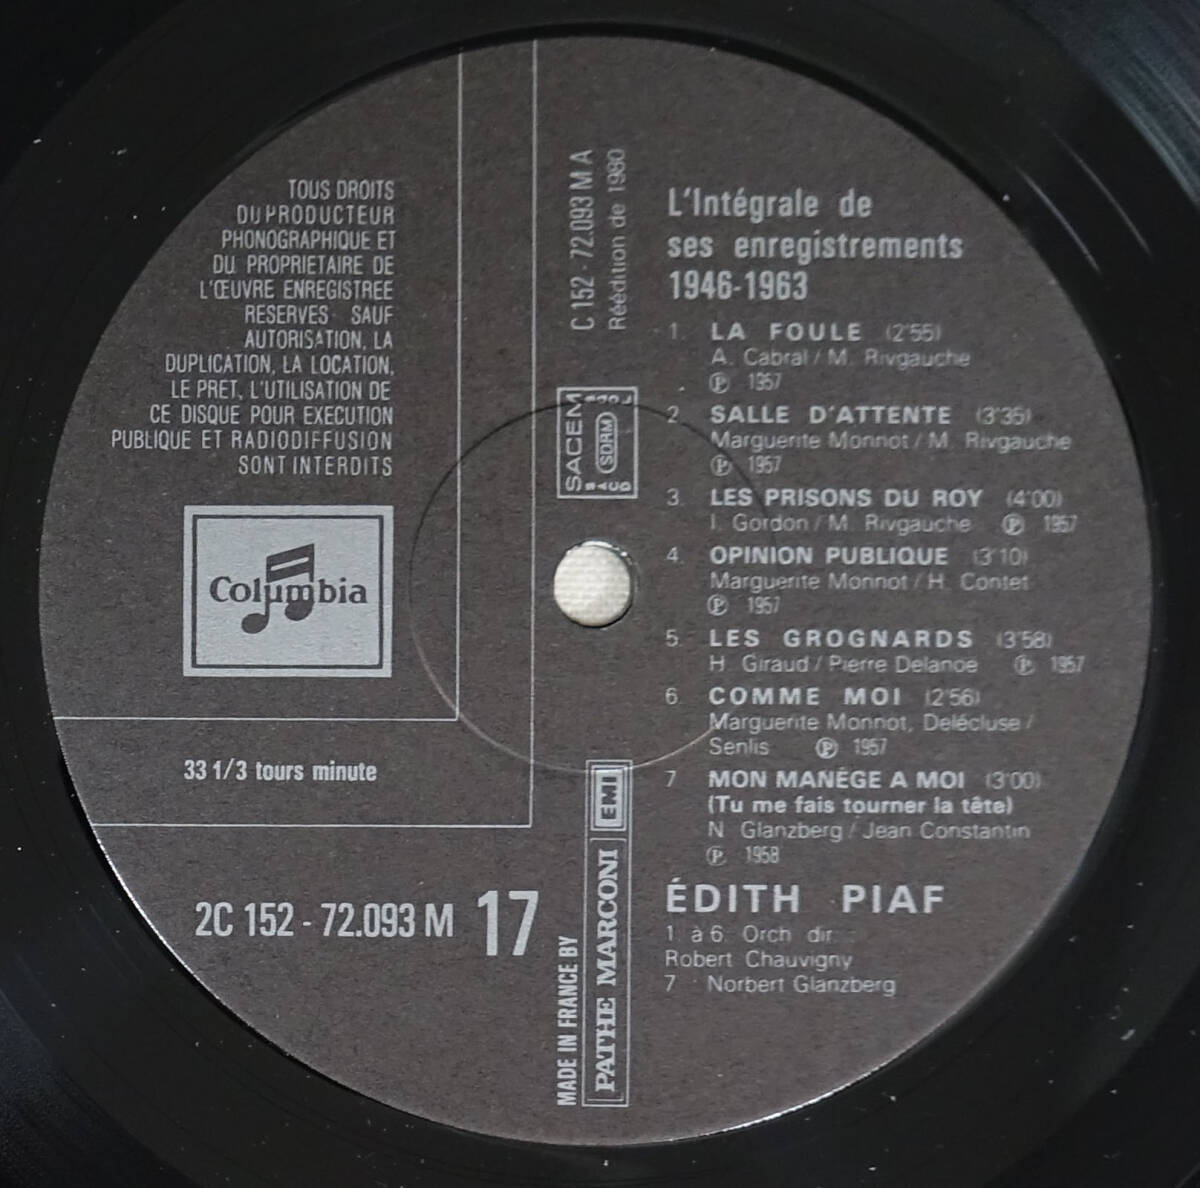 TOUS DROITS
DU PRODUCTEUR
PHONOGRAPHIQUE ET
DU PROPRIETAIRE DE
L'ŒUVRE ENREGISTREE
RESERVES SAUF
AUTORISATION, LA
DUPLICATION, LA LOCATION,
LE PRET, L'UTILISATION DE
CE DISQUE POUR EXECUTION
PUBLIQUE ET RADIODIFFUSION
SONT INTERDITS
Columbia
33 1/3 tours minute
2C 152 - 72.093 M 17
C 152 - 72.093 M A
Réédition de 1980
SACEM
SDRM
SACD
MADE IN FRANCE BY
PATHE MARCONI EMI
L'Intégrale de
ses enregistrements
1946-1963
1. LA FOULE (2'55)
A. Cabral / M. Rivgauche
℗ 1957
2. SALLE D'ATTENTE (3'35)
Marguerite Monnot / M. Rivgauche
℗ 1957
3. LES PRISONS DU ROY (4'00)
I. Gordon / M. Rivgauche ℗ 1957
4. OPINION PUBLIQUE (3'10)
Marguerite Monnot / H. Contet
℗ 1957
5. LES GROGNARDS (3'58)
H. Giraud / Pierre Delanoe ℗ 1957
6. COMME MOI (2'56)
Marguerite Monnot, Delécluse /
Senlis ℗ 1957
7 MON MANÈGE A MOI (3'00)
(Tu me fais tourner la tête)
N. Glanzberg / Jean Constantin
℗ 1958
ÉDITH PIAF
1 à 6 : Orch. dir. :
Robert Chauvigny
7 : Norbert Glanzberg